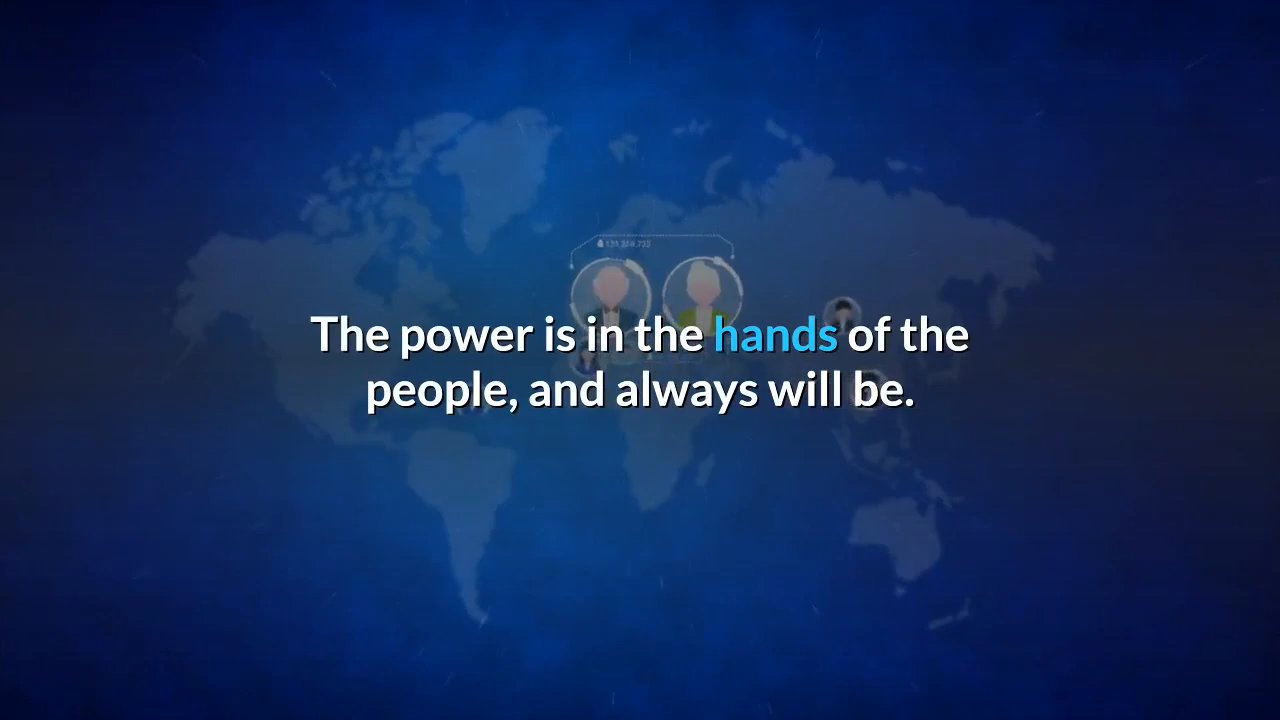 The power is in the hands of the
people, and always will be.